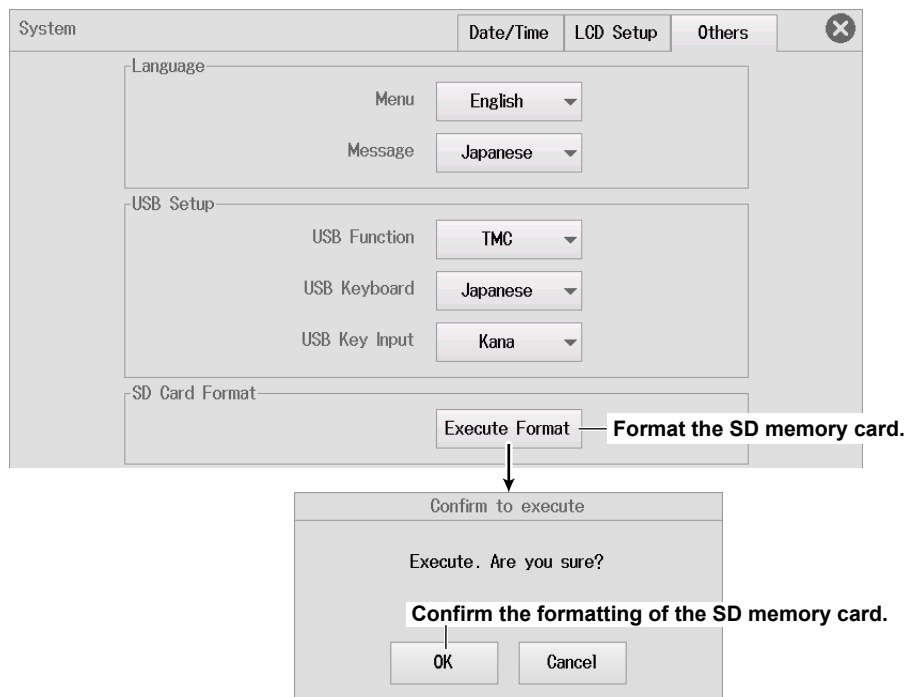 System
Date/Time
LCD Setup
Others
Language
Menu
English
Message
Japanese
USB Setup
USB Function
TMC
USB Keyboard
Japanese
USB Key Input
Kana
SD Card Format
Execute Format
Format the SD memory card.
Confirm to execute
Execute. Are you sure?
Confirm the formatting of the SD memory card.
OK
Cancel